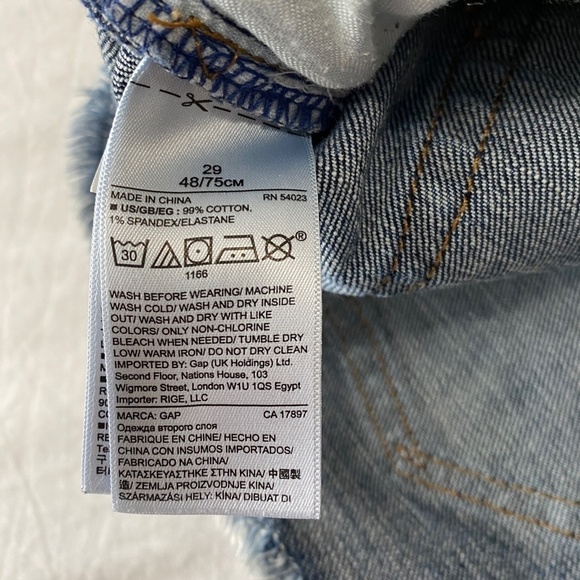 29
48/75CM
MADE IN CHINA RN 54023
■ US/GB/EG : 99% COTTON.
1% SPANDEX/ELASTANE
30 ®
1166
WASH BEFORE WEARING/ MACHINE
WASH COLD/ WASH AND DRY INSIDE
OUT/ WASH AND DRY WITH LIKE
COLORS/ ONLY NON-CHLORINE
BLEACH WHEN NEEDED/ TUMBLE DRY
LOW/ WARM IRON/ DO NOT DRY CLEAN
IMPORTED BY: Gap (UK Holdings) Ltd.
Second Floor, Nations House, 103
Wigmore Street, London W1U 1QS Egypt
Importer: RIGE, LLC
MARCA: GAP CA 17897
Одежда второго слоя
FABRIQUE EN CHINE/ HECHO EN
CHINA CON INSUMOS IMPORTADOS/
FABRICADO NA CHINA/
ΚΑΤΑΣΚΕΥΑΣΤΗΚΕ ΣΤΗΝ ΚΙΝΑ/ 中國製
造/ ZEMLJA PROIZVODNJE KINA/
SZÁRMAZÁSI HELY: KÍNA/ DIBUAT DI